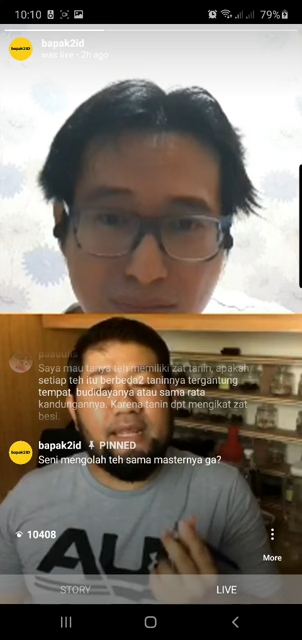 10:10
79%
bapak2id
bapak2id
was live • 2h ago
Saya mau tanya teh memiliki zat tanin, apakah
setiap teh itu berbeda2 taninnya tergantung
tempat, budidayanya atau sama rata
kandungannya. Karena tanin dpt mengikat zat
besi.
bapak2id
bapak2id PINNED
Seni mengolah teh sama masternya ga?
10408
More
STORY
LIVE